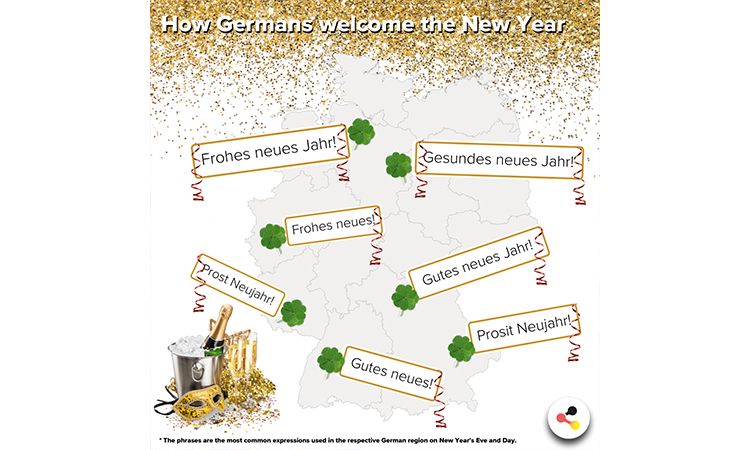 How Germans welcome the New Year
Frohes neues Jahr!
Gesundes neues Jahr!
Frohes neues!
Gutes neues Jahr!
Prost Neujahr!
Prosit Neujahr!
Gutes neues!
* The phrases are the most common expressions used in the respective German region on New Year's Eve and Day.